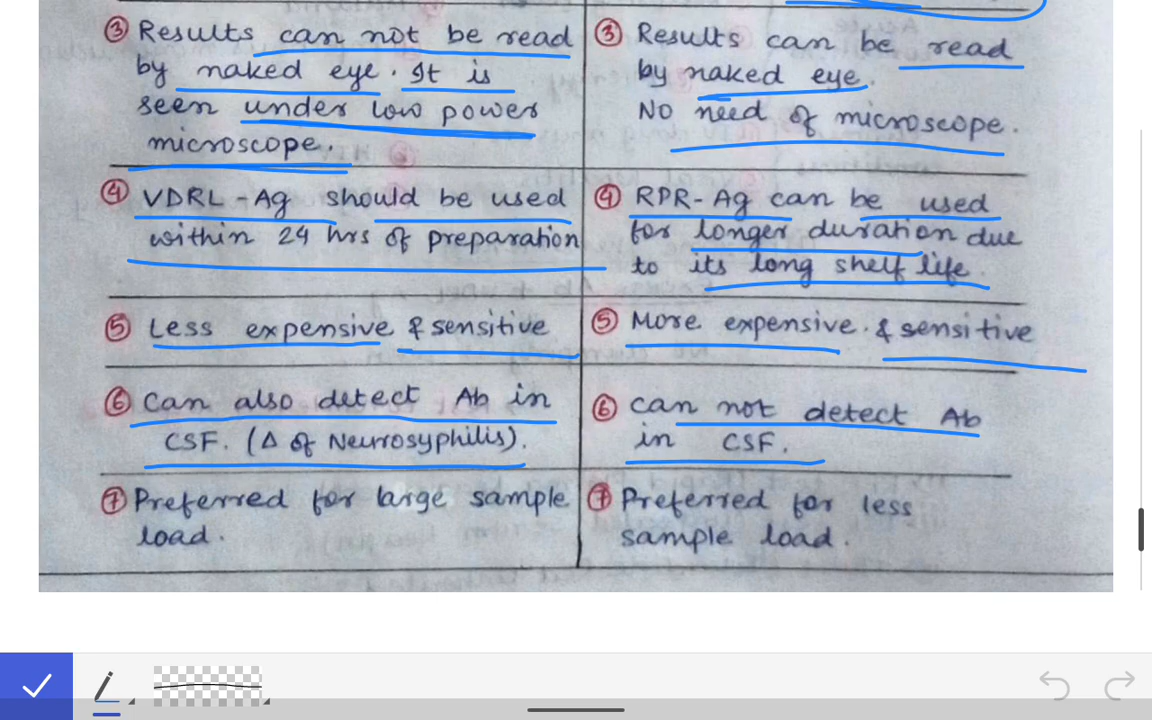 ③ Results can not be read
by naked eye. It is
seen under low power
microscope.
③ Results can be read
by naked eye.
No need of microscope.
④ VDRL-Ag should be used
within 24 hrs of preparation
④ RPR-Ag can be used
for longer duration due
to its long shelf life.
⑤ Less expensive & sensitive
⑤ More expensive & sensitive
⑥ Can also detect Ab in
CSF. (Δ of Neurosyphilis).
⑥ can not detect Ab
in CSF.
⑦ Preferred for large sample
load.
⑦ Preferred for less
sample load.